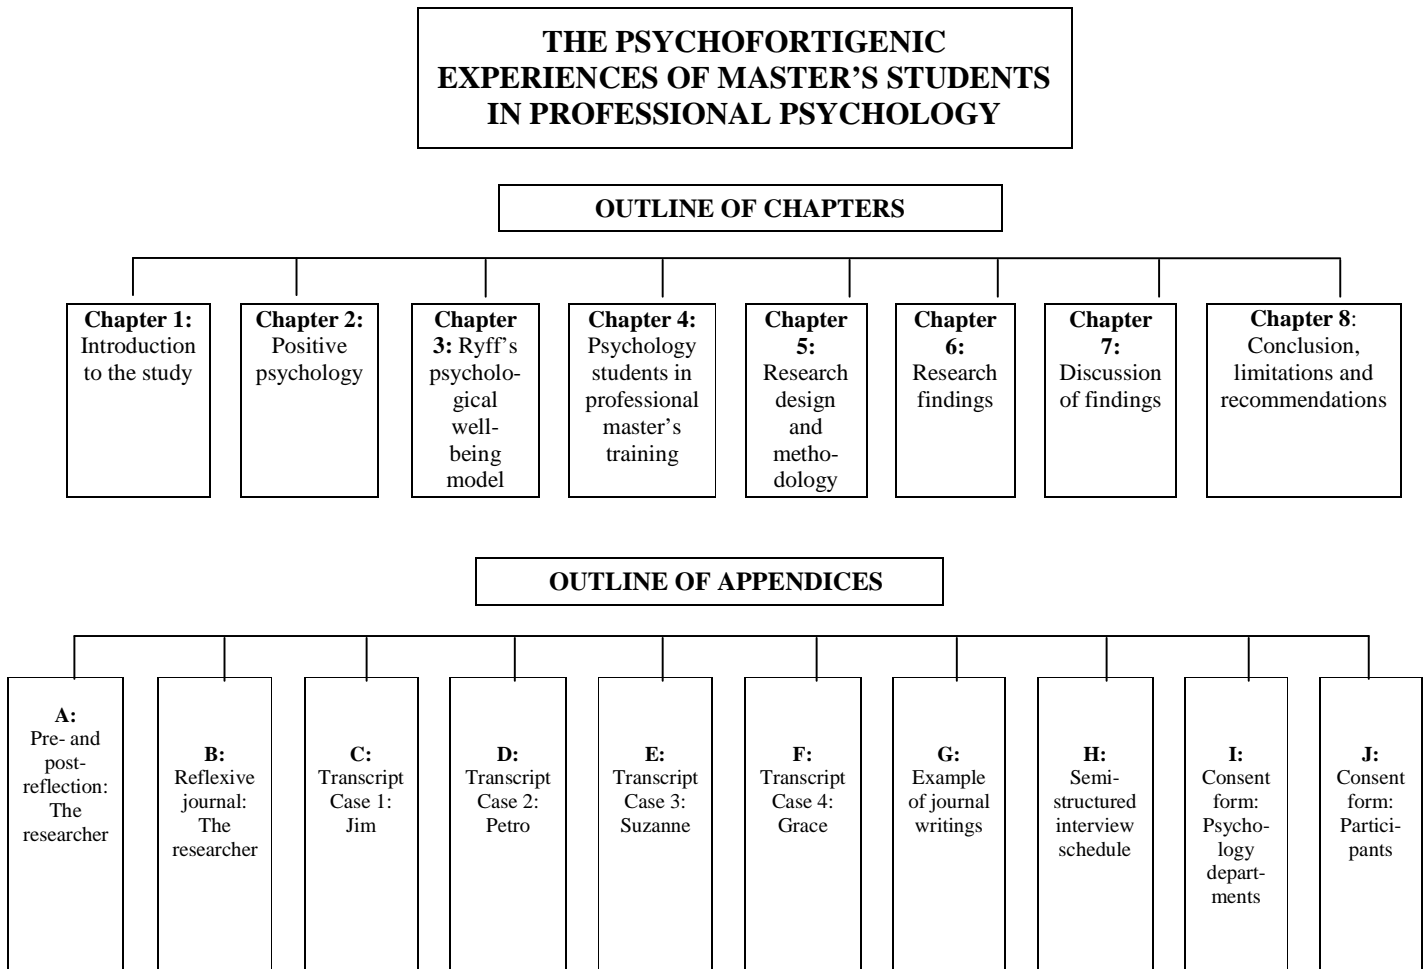 THE PSYCHOFORTIGENIC
EXPERIENCES OF MASTER'S STUDENTS
IN PROFESSIONAL PSYCHOLOGY
OUTLINE OF CHAPTERS
Chapter 1:
Introduction
to the study
Chapter 2:
Positive
psychology
Chapter
3: Ryff's
psycholo-
gical
well-
being
model
Chapter 4:
Psychology
students in
professional
master's
training
Chapter
5:
Research
design
and
metho-
dology
Chapter
6:
Research
findings
Chapter
7:
Discussion
of findings
Chapter 8:
Conclusion,
limitations and
recommendations
OUTLINE OF APPENDICES
A:
Pre- and
post-
reflection:
The
researcher
B:
Reflexive
journal:
The
researcher
C:
Transcript
Case 1:
Jim
D:
Transcript
Case 2:
Petro
E:
Transcript
Case 3:
Suzanne
F:
Transcript
Case 4:
Grace
G:
Example
of journal
writings
H:
Semi-
structured
interview
schedule
I:
Consent
form:
Psycho-
logy
depart-
ments
J:
Consent
form:
Partici-
pants